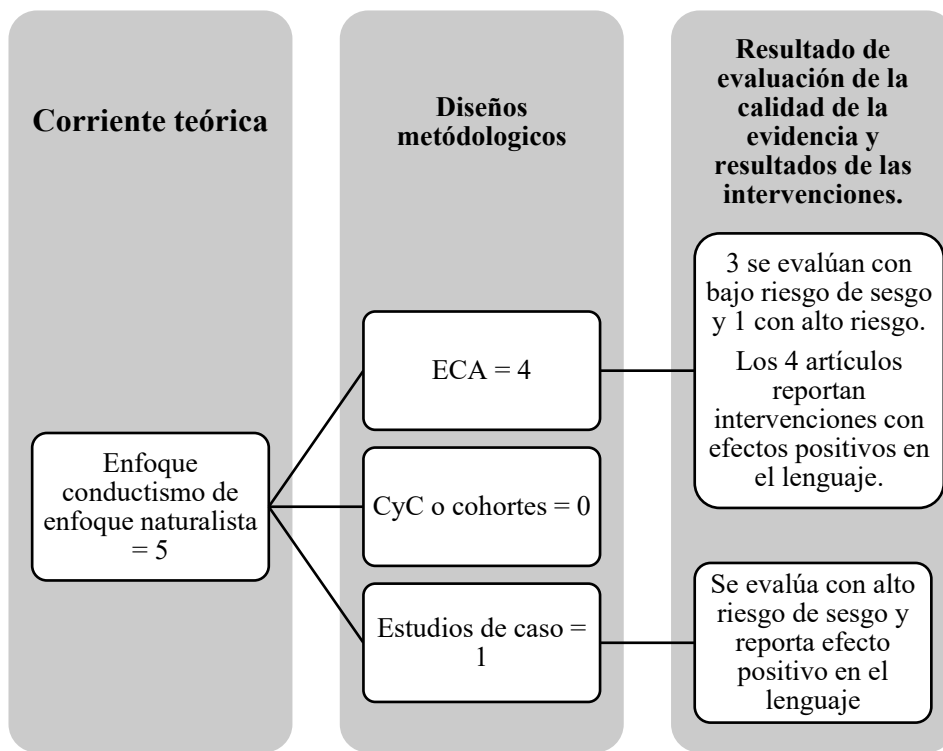 Corriente teórica
Diseños
metódologicos
Resultado de
evaluación de la
calidad de la
evidencia y
resultados de las
intervenciones.
Enfoque
conductismo de
enfoque naturalista
= 5
ECA = 4
CyC o cohortes = 0
Estudios de caso =
1
3 se evalúan con
bajo riesgo de sesgo
y 1 con alto riesgo.
Los 4 artículos
reportan
intervenciones con
efectos positivos en
el lenguaje.
Se evalúa con alto
riesgo de sesgo y
reporta efecto
positivo en el
lenguaje